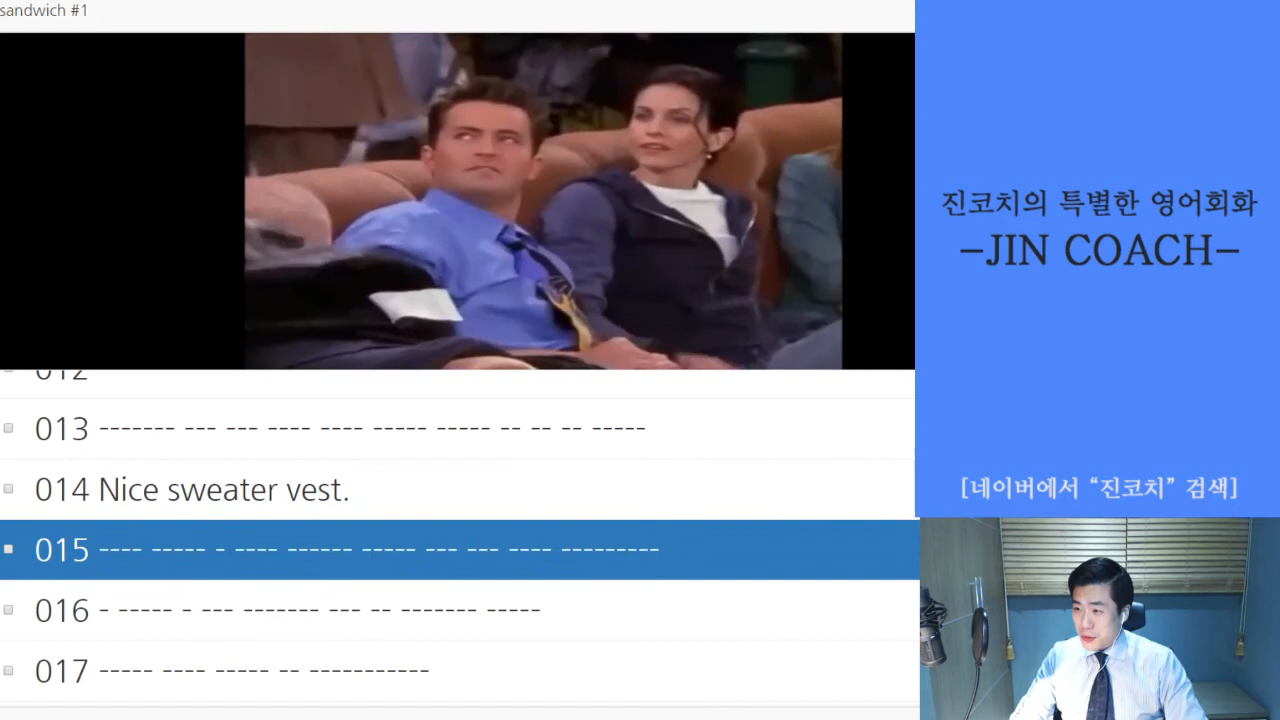 sandwich #1
012
013 ------- --- --- ---- ---- ----- ----- -- -- -- -----
014 Nice sweater vest.
015 ---- ----- - ---- ------ ----- --- --- ---- ---------
016 - ----- - --- ------- --- -- ------- -----
017 ----- ---- ----- -- -----------
진코치의 특별한 영어회화
–JIN COACH–
[네이버에서 “진코치” 검색]